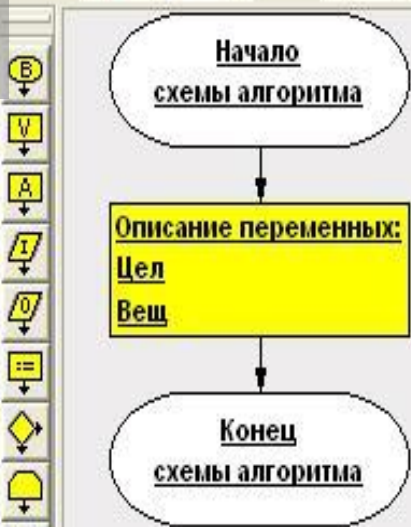 B
V
A
I
O
:=
Начало
схемы алгоритма
Описание переменных:
Цел
Вещ
Конец
схемы алгоритма